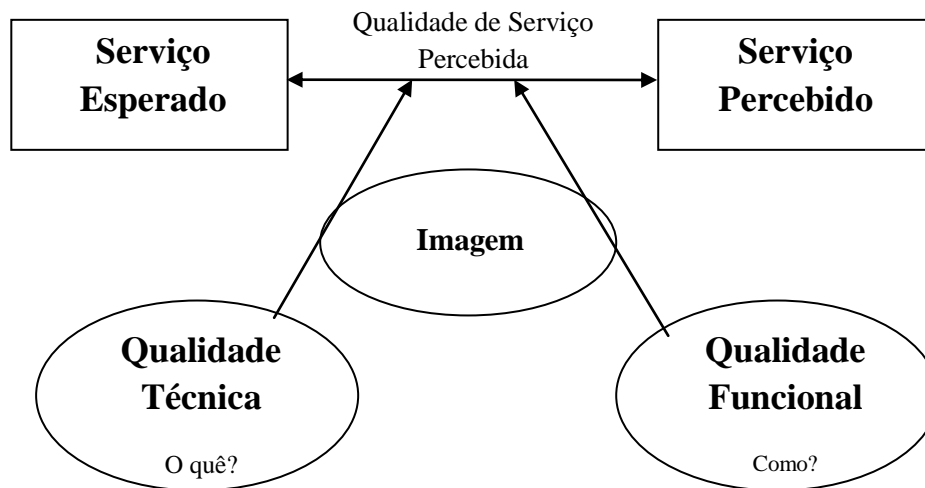 Qualidade de Serviço
Percebida
Serviço
Esperado
Serviço
Percebido
Imagem
Qualidade
Técnica
O quê?
Qualidade
Funcional
Como?